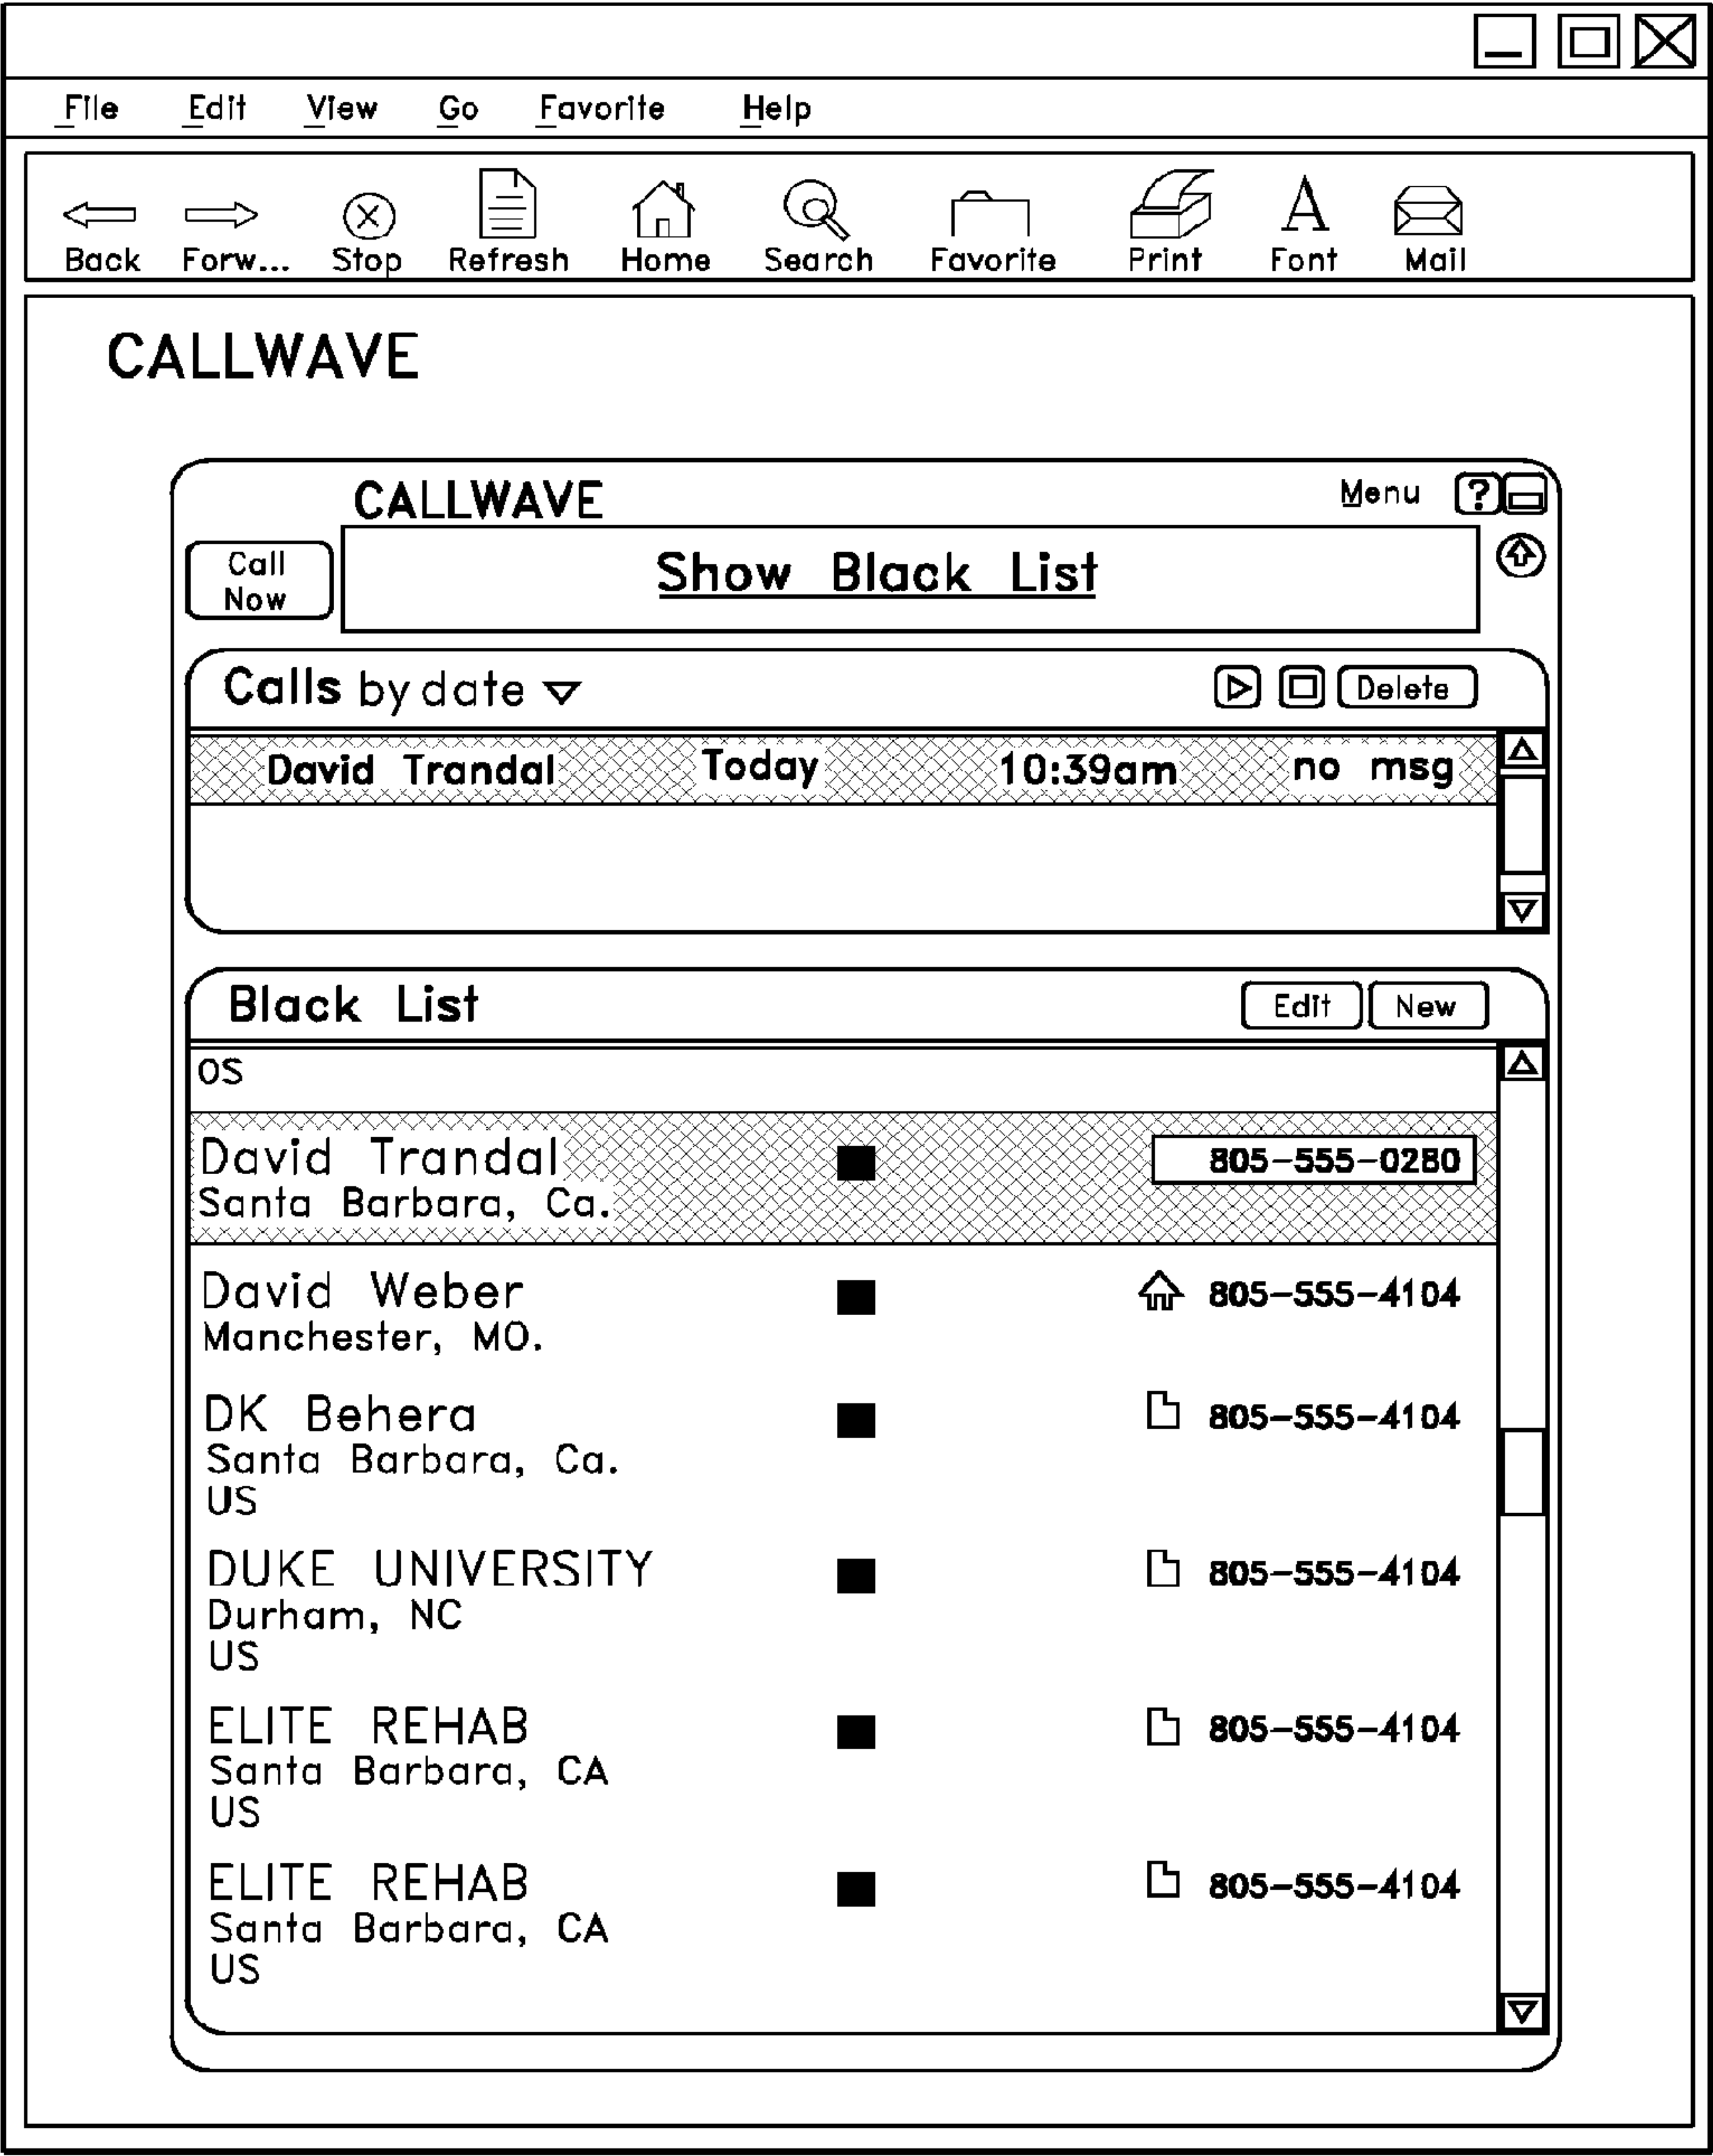 File Edit View Go Favorite Help
Back Forw... Stop Refresh Home Search Favorite Print Font Mail
CALLWAVE
CALLWAVE Menu ?
Call Now
Show Black List
Calls by date Delete
David Trandal Today 10:39am no msg
Black List Edit New
OS
David Trandal 805-555-0280
Santa Barbara, Ca.
David Weber 805-555-4104
Manchester, MO.
DK Behera 805-555-4104
Santa Barbara, Ca.
US
DUKE UNIVERSITY 805-555-4104
Durham, NC
US
ELITE REHAB 805-555-4104
Santa Barbara, CA
US
ELITE REHAB 805-555-4104
Santa Barbara, CA
US